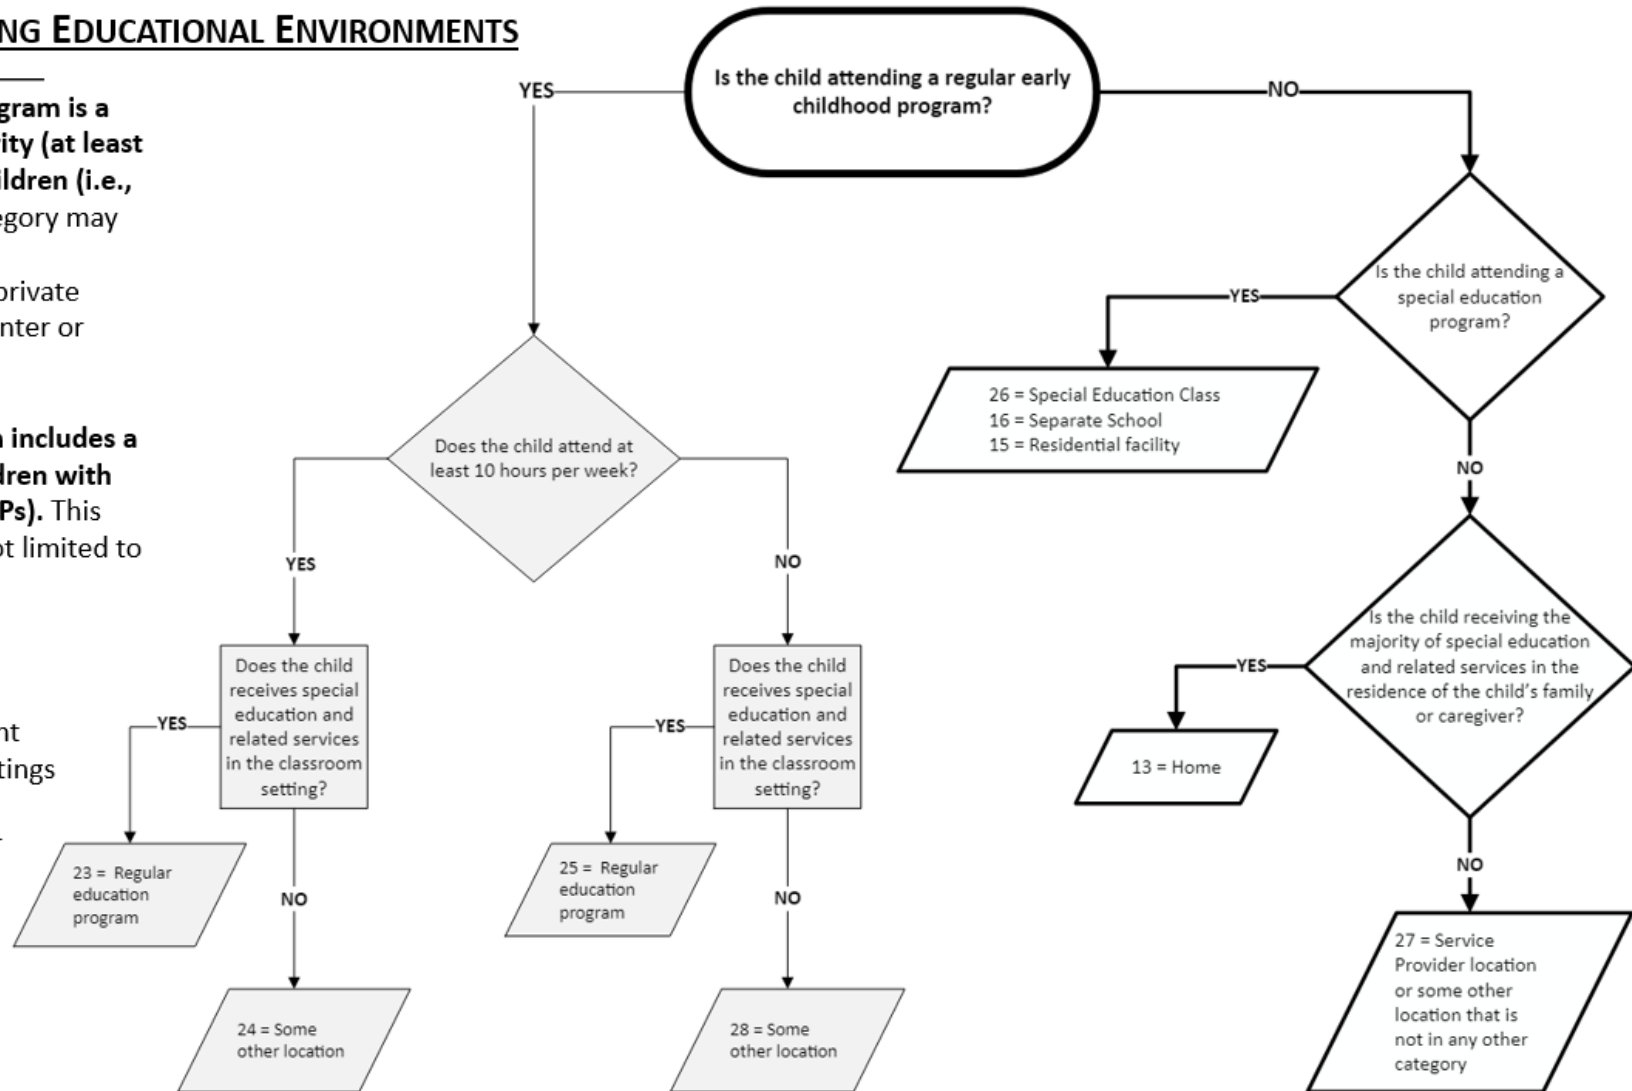 NG EDUCATIONAL ENVIRONMENTS
gram is a
rity (at least
ildren (i.e.,
egory may
private
nter or
n includes a
dren with
Ps). This
ot limited to
nt
tings
Is the child attending a regular early
childhood program?
YES
NO
Does the child attend at
least 10 hours per week?
YES
NO
Does the child
receives special
education and
related services
in the classroom
setting?
YES
NO
23 = Regular
education
program
24 = Some
other location
Does the child
receives special
education and
related services
in the classroom
setting?
YES
NO
25 = Regular
education
program
28 = Some
other location
Is the child attending a
special education
program?
YES
NO
26 = Special Education Class
16 = Separate School
15 = Residential facility
Is the child receiving the
majority of special education
and related services in the
residence of the child's family
or caregiver?
YES
NO
13 = Home
27 = Service
Provider location
or some other
location that is
not in any other
category